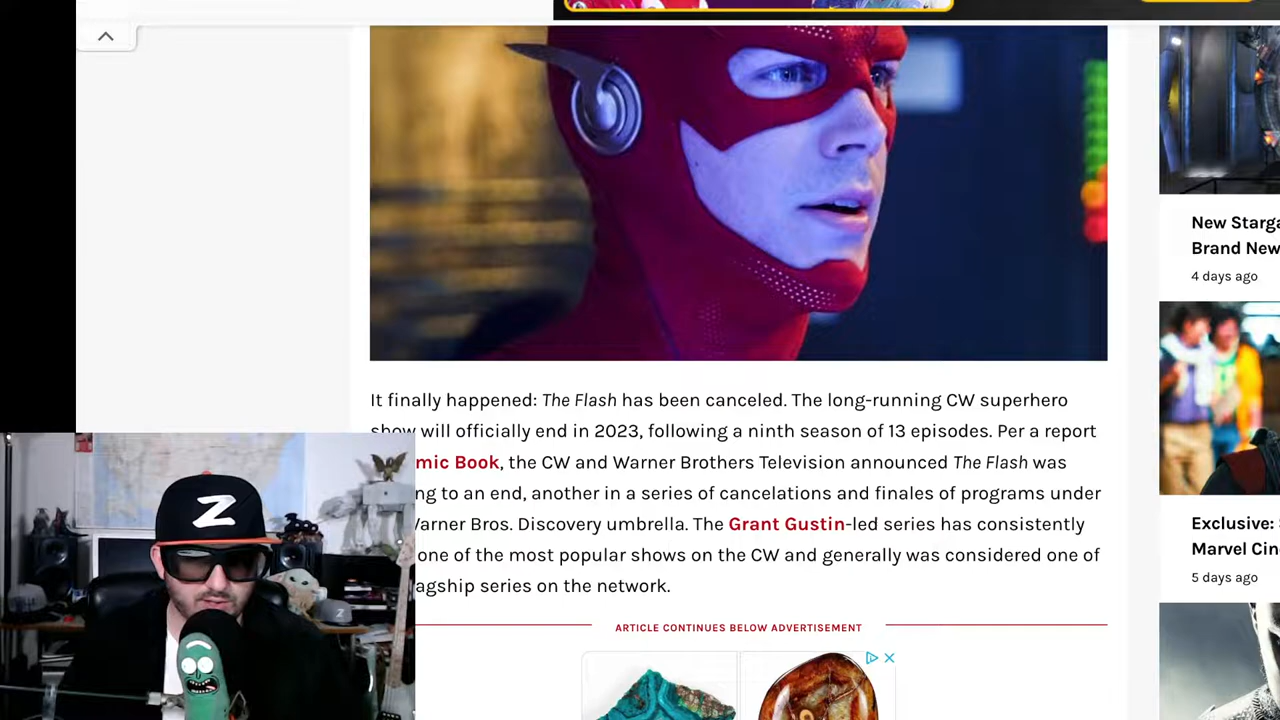 It finally happened: The Flash has been canceled. The long-running CW superhero
show will officially end in 2023, following a ninth season of 13 episodes. Per a report
mic Book, the CW and Warner Brothers Television announced The Flash was
ng to an end, another in a series of cancelations and finales of programs under
Warner Bros. Discovery umbrella. The Grant Gustin-led series has consistently
one of the most popular shows on the CW and generally was considered one of
agship series on the network.
ARTICLE CONTINUES BELOW ADVERTISEMENT
New Starga
Brand New
4 days ago
Exclusive:
Marvel Cin
5 days ago
Z
Z